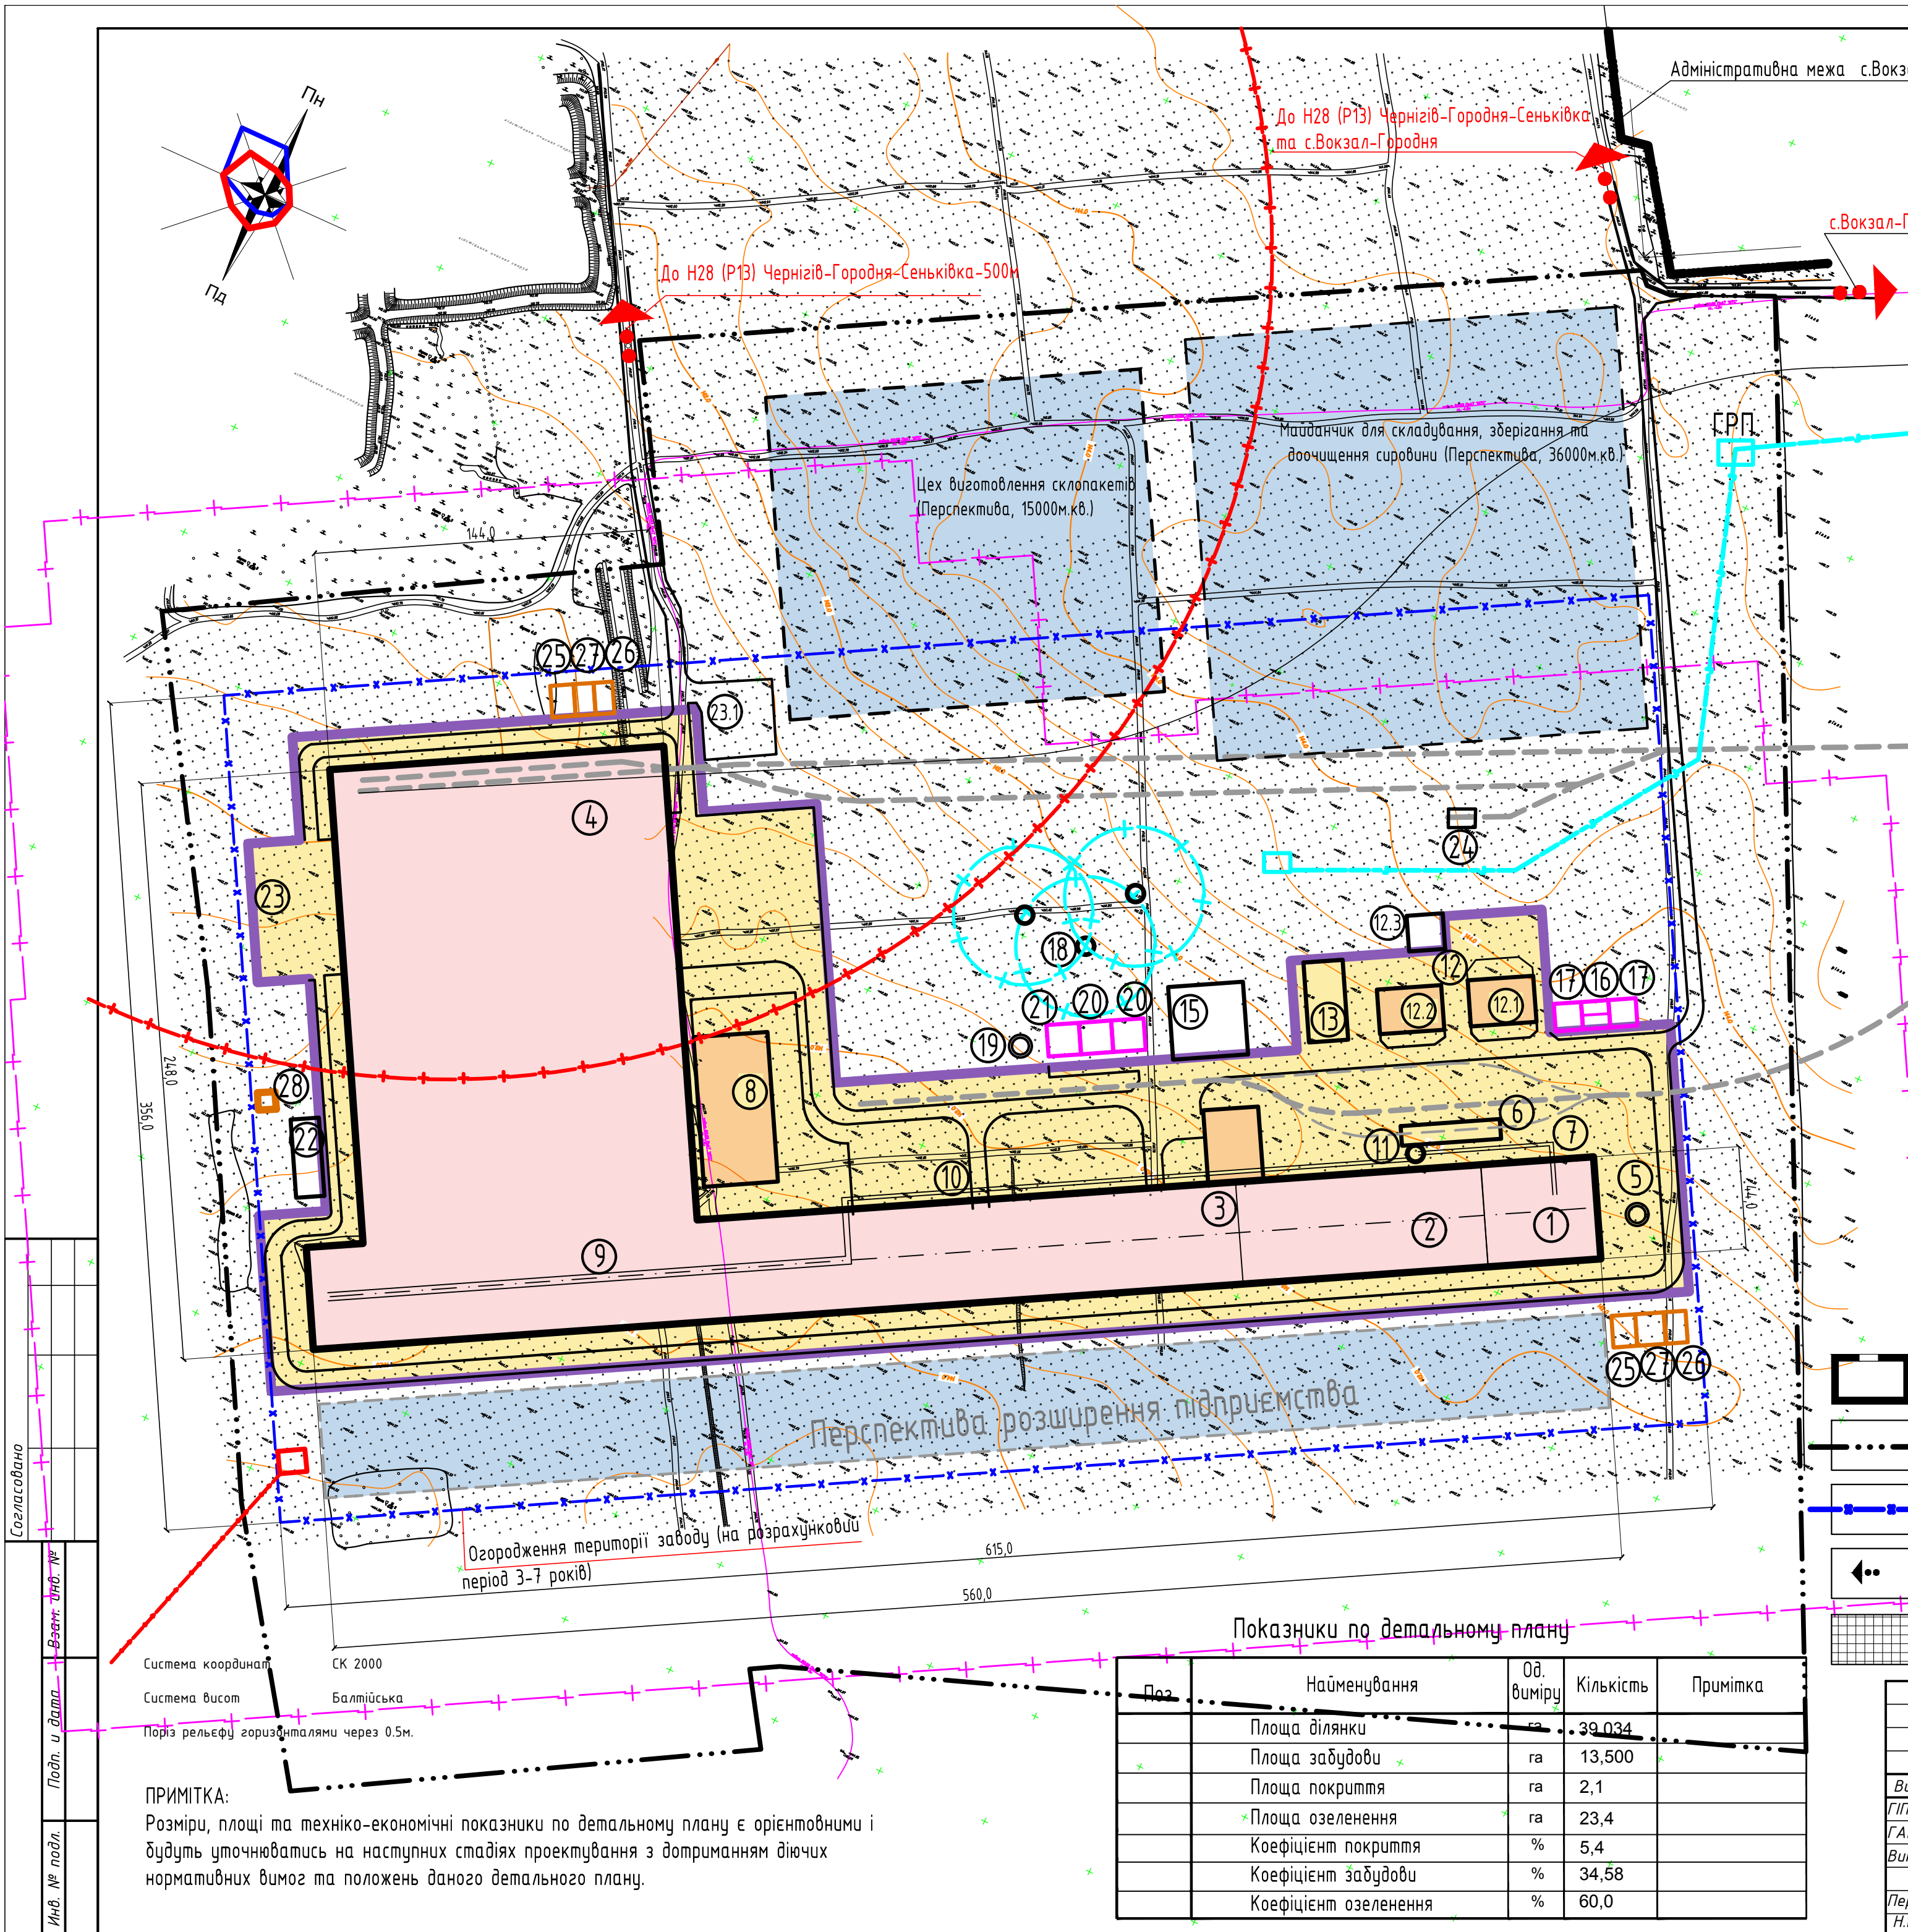 Пн
Пд
Адміністративна межа с.Вокз
До Н28 (Р13) Чернігів-Городня-Сеньківка
та с.Вокзал-Городня
с.Вокзал-Г
До Н28 (Р13) Чернігів-Городня-Сеньківка-500м
ГРП
Майданчик для складування, зберігання та
доочищення сировини (Перспектива, 36000м.кв.)
Цех виготовлення склопакетів
(Перспектива, 15000м.кв.)
144,0
25 27 26
23.1
4
24
23
12.3
18
12
17 16 17
21 20 20
15
13
12.2
12.1
19
248,0
356,0
28
8
22
6
11
7
10
5
44,0
3
2
1
9
25 27 26
Перспектива розширення підприємства
Огородження території заводу (на розрахунковий
період 3-7 років)
615,0
560,0
Согласовано
Взам. инв. №
Подп. и дата
Инв. № подл.
Система координат СК 2000
Система висот Балтійська
Поріз рельєфу горизонталями через 0.5м.
ПРИМІТКА:
Розміри, площі та техніко-економічні показники по детальному плану є орієнтовними і
будуть уточнюватись на наступних стадіях проектування з дотриманням діючих
нормативних вимог та положень даного детального плану.
Показники по детальному плану
Поз. Найменування Од. виміру Кількість Примітка
Площа ділянки га 39,034
Площа забудови га 13,500
Площа покриття га 2,1
Площа озеленення га 23,4
Коефіцієнт покриття % 5,4
Коефіцієнт забудови % 34,58
Коефіцієнт озеленення % 60,0
ГІП
ГА
Ви
Пер
Н.